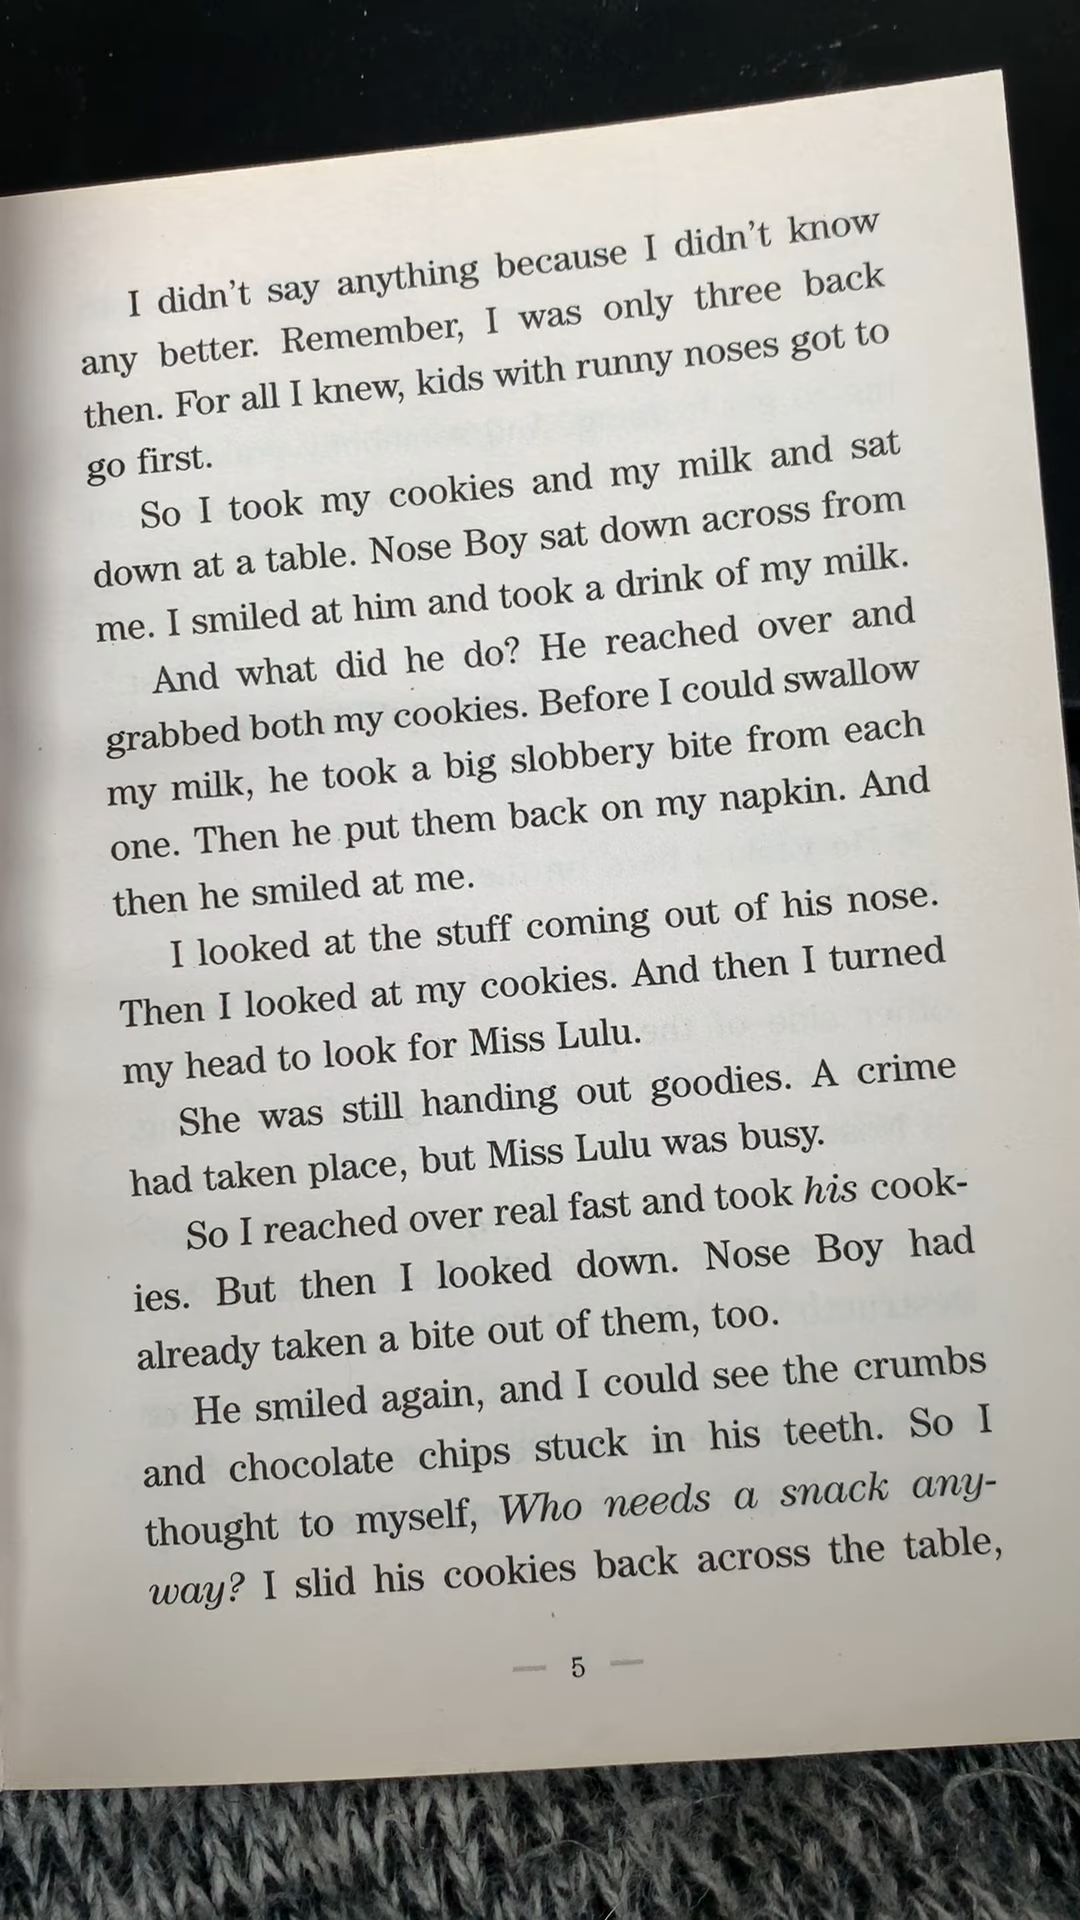 I didn't say anything because I didn't know
any better. Remember, I was only three back
then. For all I knew, kids with runny noses got to
go first.
So I took my cookies and my milk and sat
down at a table. Nose Boy sat down across from
me. I smiled at him and took a drink of my milk.
And what did he do? He reached over and
grabbed both my cookies. Before I could swallow
my milk, he took a big slobbery bite from each
one. Then he put them back on my napkin. And
then he smiled at me.
I looked at the stuff coming out of his nose.
Then I looked at my cookies. And then I turned
my head to look for Miss Lulu.
She was still handing out goodies. A crime
had taken place, but Miss Lulu was busy.
So I reached over real fast and took his cook-
ies. But then I looked down. Nose Boy had
already taken a bite out of them, too.
He smiled again, and I could see the crumbs
and chocolate chips stuck in his teeth. So I
thought to myself, Who needs a snack any-
way? I slid his cookies back across the table,
— 5 —